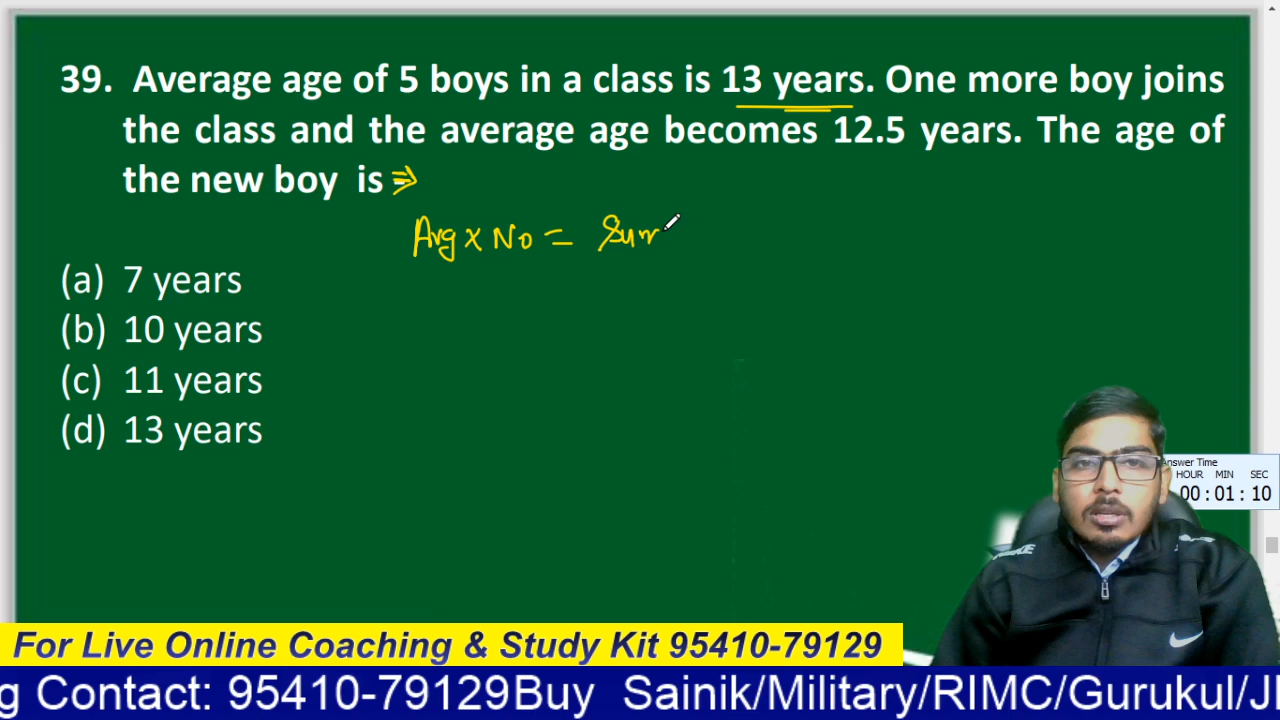 39. Average age of 5 boys in a class is 13 years. One more boy joins
the class and the average age becomes 12.5 years. The age of
the new boy is -
Avg x No = Sum
(a) 7 years
(b) 10 years
(c) 11 years
(d) 13 years
Answer Time
HOUR MIN SEC
00 : 01 : 10
For Live Online Coaching & Study Kit 95410-79129
g Contact: 95410-79129Buy Sainik/Military/RIMC/Gurukul/J